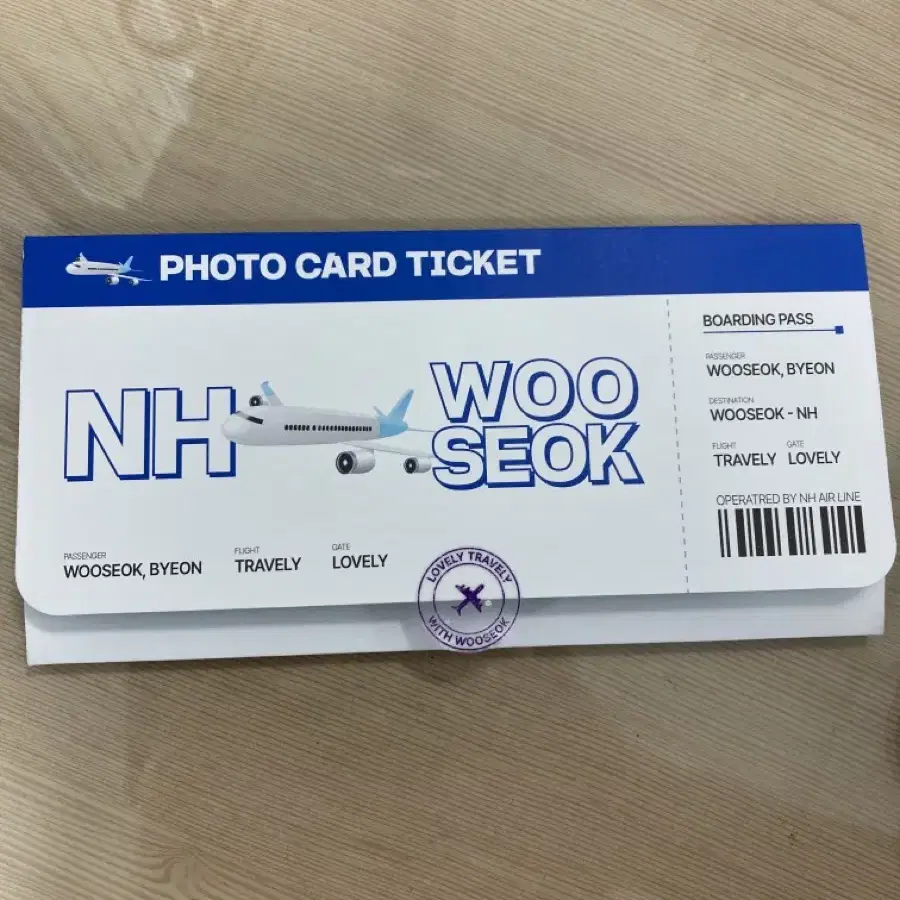 PHOTO CARD TICKET
NH
WOO
SEOK
PASSENGER
WOOSEOK, BYEON
FLIGHT
TRAVELY
GATE
LOVELY
BOARDING PASS
PASSENGER
WOOSEOK, BYEON
DESTINATION
WOOSEOK - NH
FLIGHT
TRAVELY
GATE
LOVELY
OPERATRED BY NH AIR LINE
LOVELY TRAVELY
WITH WOOSEOK